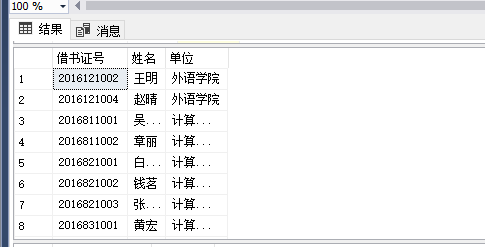 100 %
结果 消息
借书证号 姓名 单位
1 2016121002 王明 外语学院
2 2016121004 赵晴 外语学院
3 2016811001 吴... 计算...
4 2016811002 章丽 计算...
5 2016821001 白... 计算...
6 2016821002 钱茗 计算...
7 2016821003 张... 计算...
8 2016831001 黄宏 计算...